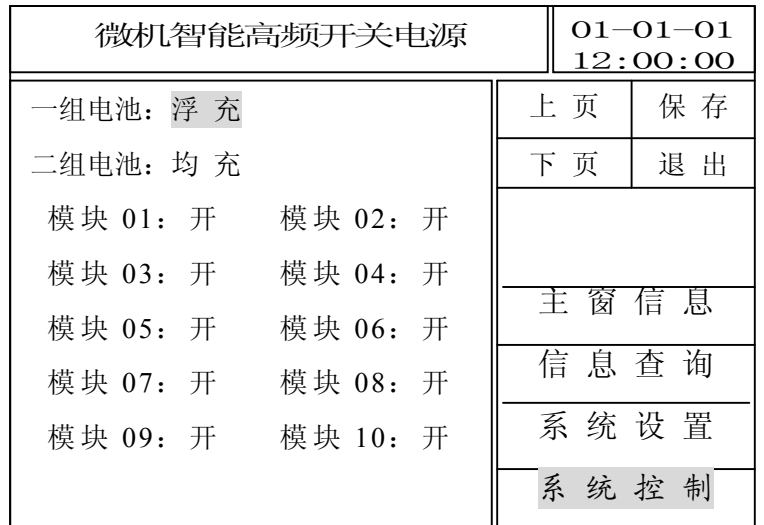 微机智能高频开关电源
01-01-01
12:00:00
一组电池：浮 充
二组电池：均 充
模块 01：开 模块 02：开
模块 03：开 模块 04：开
模块 05：开 模块 06：开
模块 07：开 模块 08：开
模块 09：开 模块 10：开
上 页 保 存
下 页 退 出
主 窗 信 息
信 息 查 询
系 统 设 置
系 统 控 制